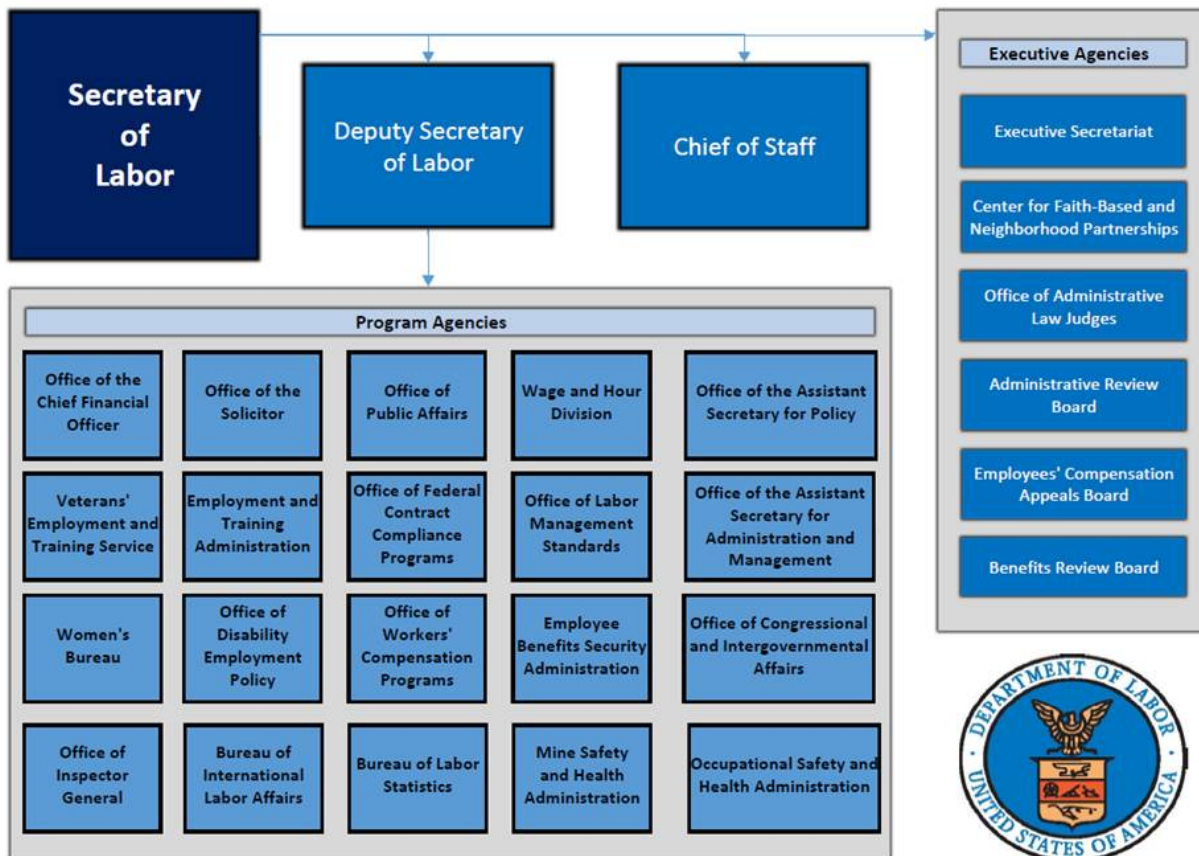 Secretary
of
Labor
Deputy Secretary
of Labor
Chief of Staff
Executive Agencies
Executive Secretariat
Center for Faith-Based and
Neighborhood Partnerships
Office of Administrative
Law Judges
Administrative Review
Board
Employees' Compensation
Appeals Board
Benefits Review Board
Program Agencies
Office of the
Chief Financial
Officer
Office of the
Solicitor
Office of
Public Affairs
Wage and Hour
Division
Office of the Assistant
Secretary for Policy
Veterans'
Employment and
Training Service
Employment and
Training
Administration
Office of Federal
Contract
Compliance
Programs
Office of Labor
Management
Standards
Office of the Assistant
Secretary for
Administration and
Management
Women's
Bureau
Office of
Disability
Employment
Policy
Office of
Workers'
Compensation
Programs
Employee
Benefits Security
Administration
Office of Congressional
and Intergovernmental
Affairs
Office of
Inspector
General
Bureau of
International
Labor Affairs
Bureau of Labor
Statistics
Mine Safety
and Health
Administration
Occupational Safety and
Health Administration
DEPARTMENT OF LABOR
UNITED STATES OF AMERICA